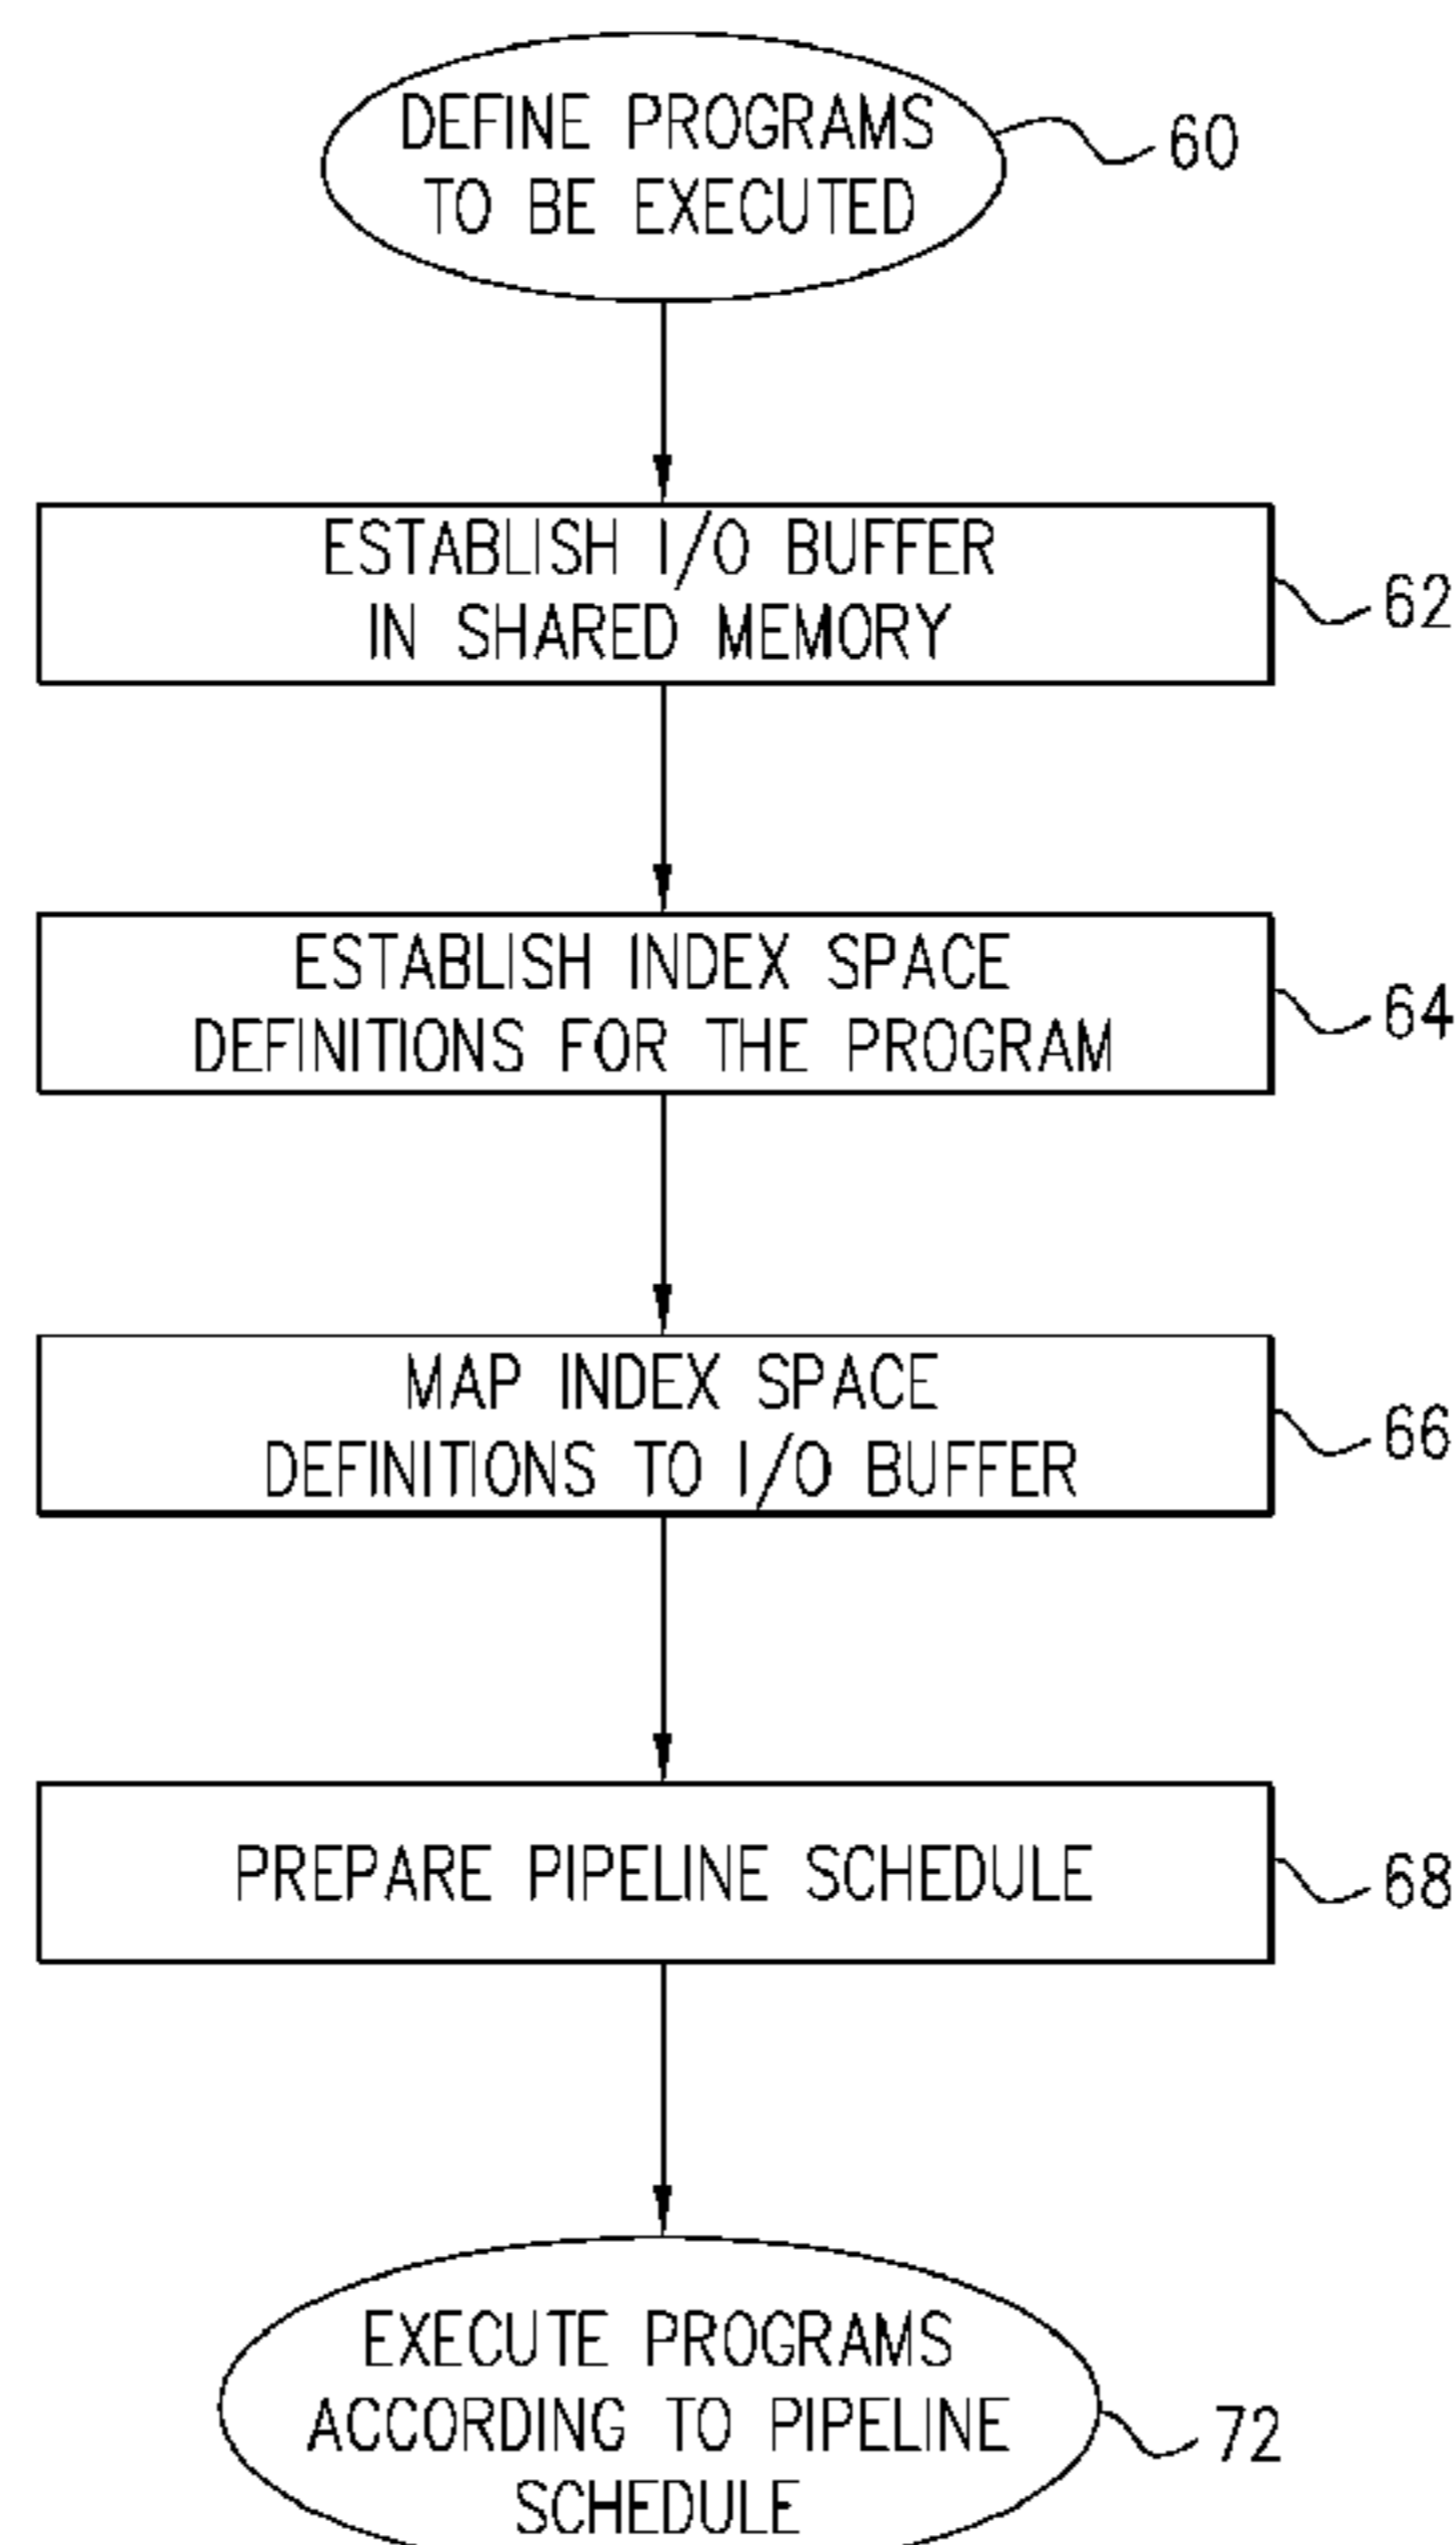 DEFINE PROGRAMS
TO BE EXECUTED
60
ESTABLISH I/O BUFFER
IN SHARED MEMORY
62
ESTABLISH INDEX SPACE
DEFINITIONS FOR THE PROGRAM
64
MAP INDEX SPACE
DEFINITIONS TO I/O BUFFER
66
PREPARE PIPELINE SCHEDULE
68
EXECUTE PROGRAMS
ACCORDING TO PIPELINE
SCHEDULE
72